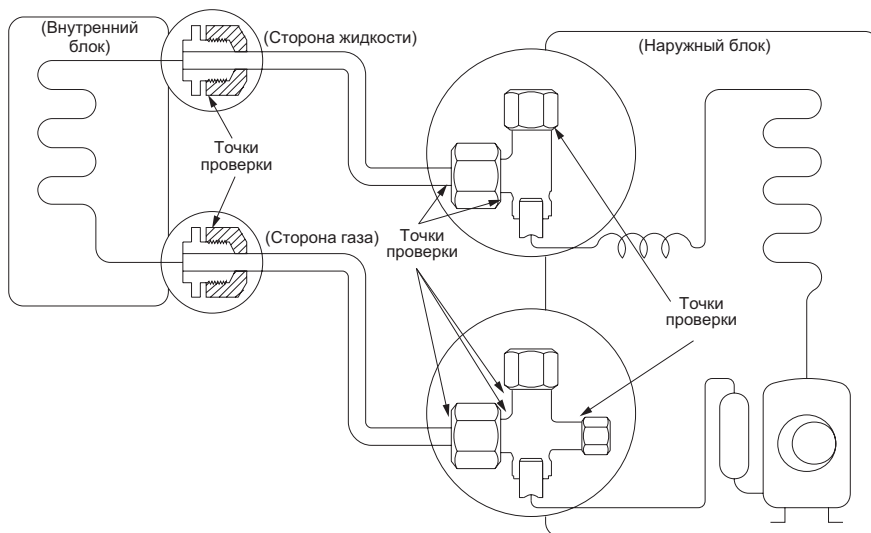 (Внутренний
блок)
(Сторона жидкости)
(Наружный блок)
Точки
проверки
(Сторона газа)
Точки
проверки
Точки
проверки